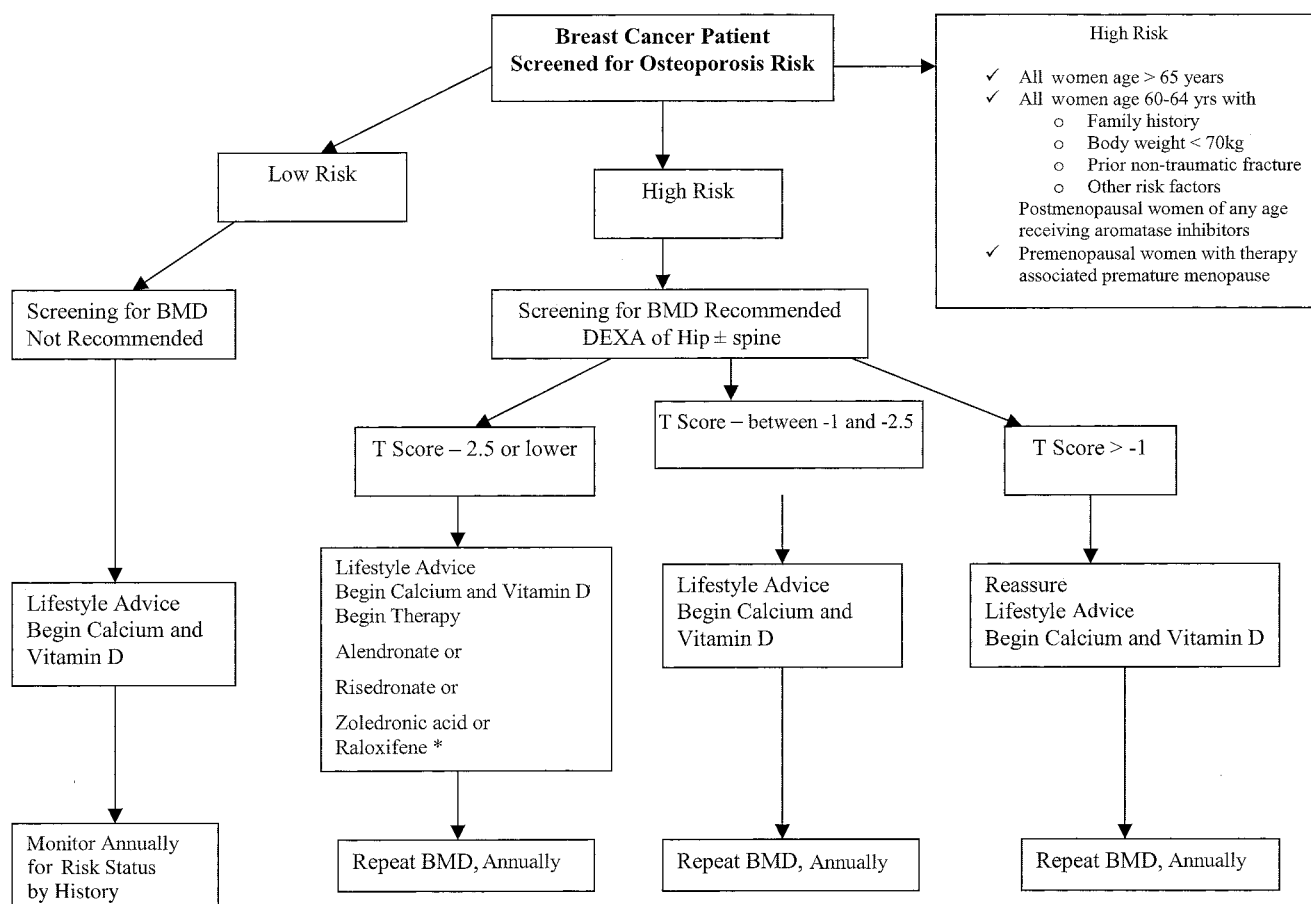 Breast Cancer Patient
Screened for Osteoporosis Risk
High Risk
✓ All women age > 65 years
✓ All women age 60-64 yrs with
o Family history
o Body weight < 70kg
o Prior non-traumatic fracture
o Other risk factors
Postmenopausal women of any age
receiving aromatase inhibitors
✓ Premenopausal women with therapy
associated premature menopause
Low Risk
High Risk
Screening for BMD
Not Recommended
Screening for BMD Recommended
DEXA of Hip ± spine
T Score – 2.5 or lower
T Score – between -1 and -2.5
T Score > -1
Lifestyle Advice
Begin Calcium and
Vitamin D
Lifestyle Advice
Begin Calcium and Vitamin D
Begin Therapy
Alendronate or
Risedronate or
Zoledronic acid or
Raloxifene *
Lifestyle Advice
Begin Calcium and
Vitamin D
Reassure
Lifestyle Advice
Begin Calcium and Vitamin D
Monitor Annually
for Risk Status
by History
Repeat BMD, Annually
Repeat BMD, Annually
Repeat BMD, Annually